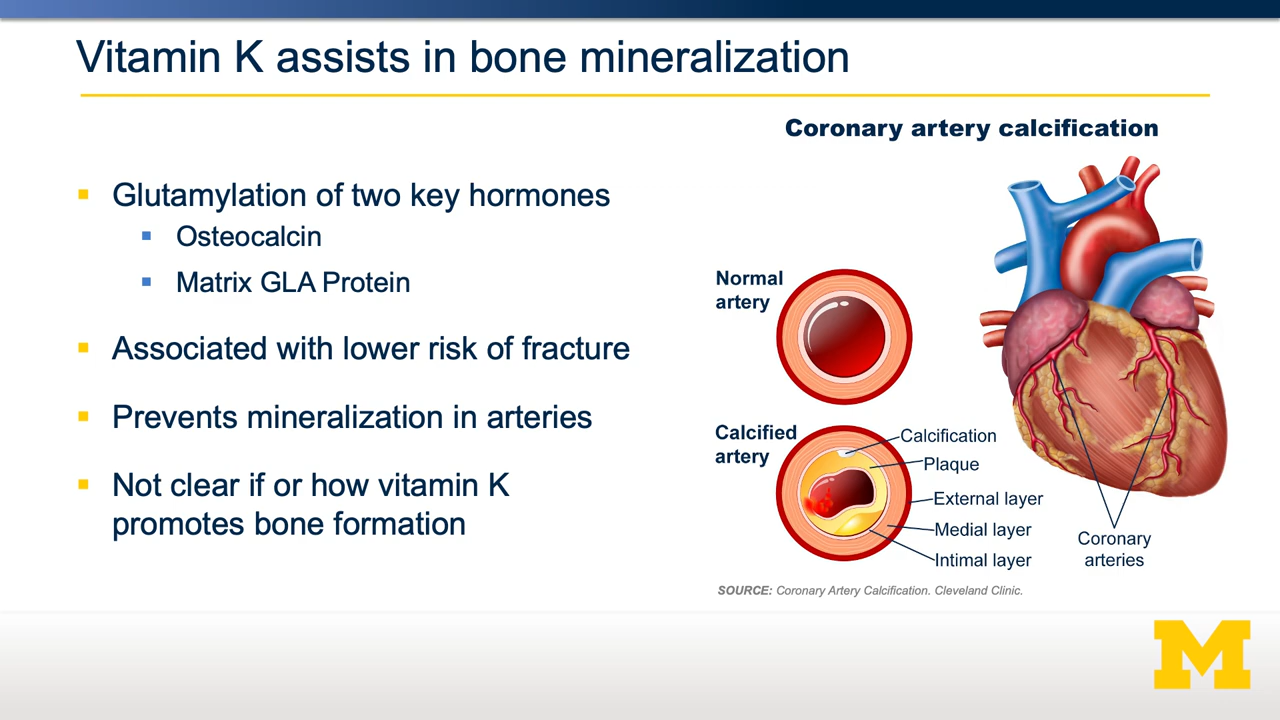 Vitamin K assists in bone mineralization
Glutamylation of two key hormones
Osteocalcin
Matrix GLA Protein
Associated with lower risk of fracture
Prevents mineralization in arteries
Not clear if or how vitamin K
promotes bone formation
Coronary artery calcification
Normal
artery
Calcified
artery
Calcification
Plaque
External layer
Medial layer
Intimal layer
Coronary
arteries
SOURCE: Coronary Artery Calcification. Cleveland Clinic.
M